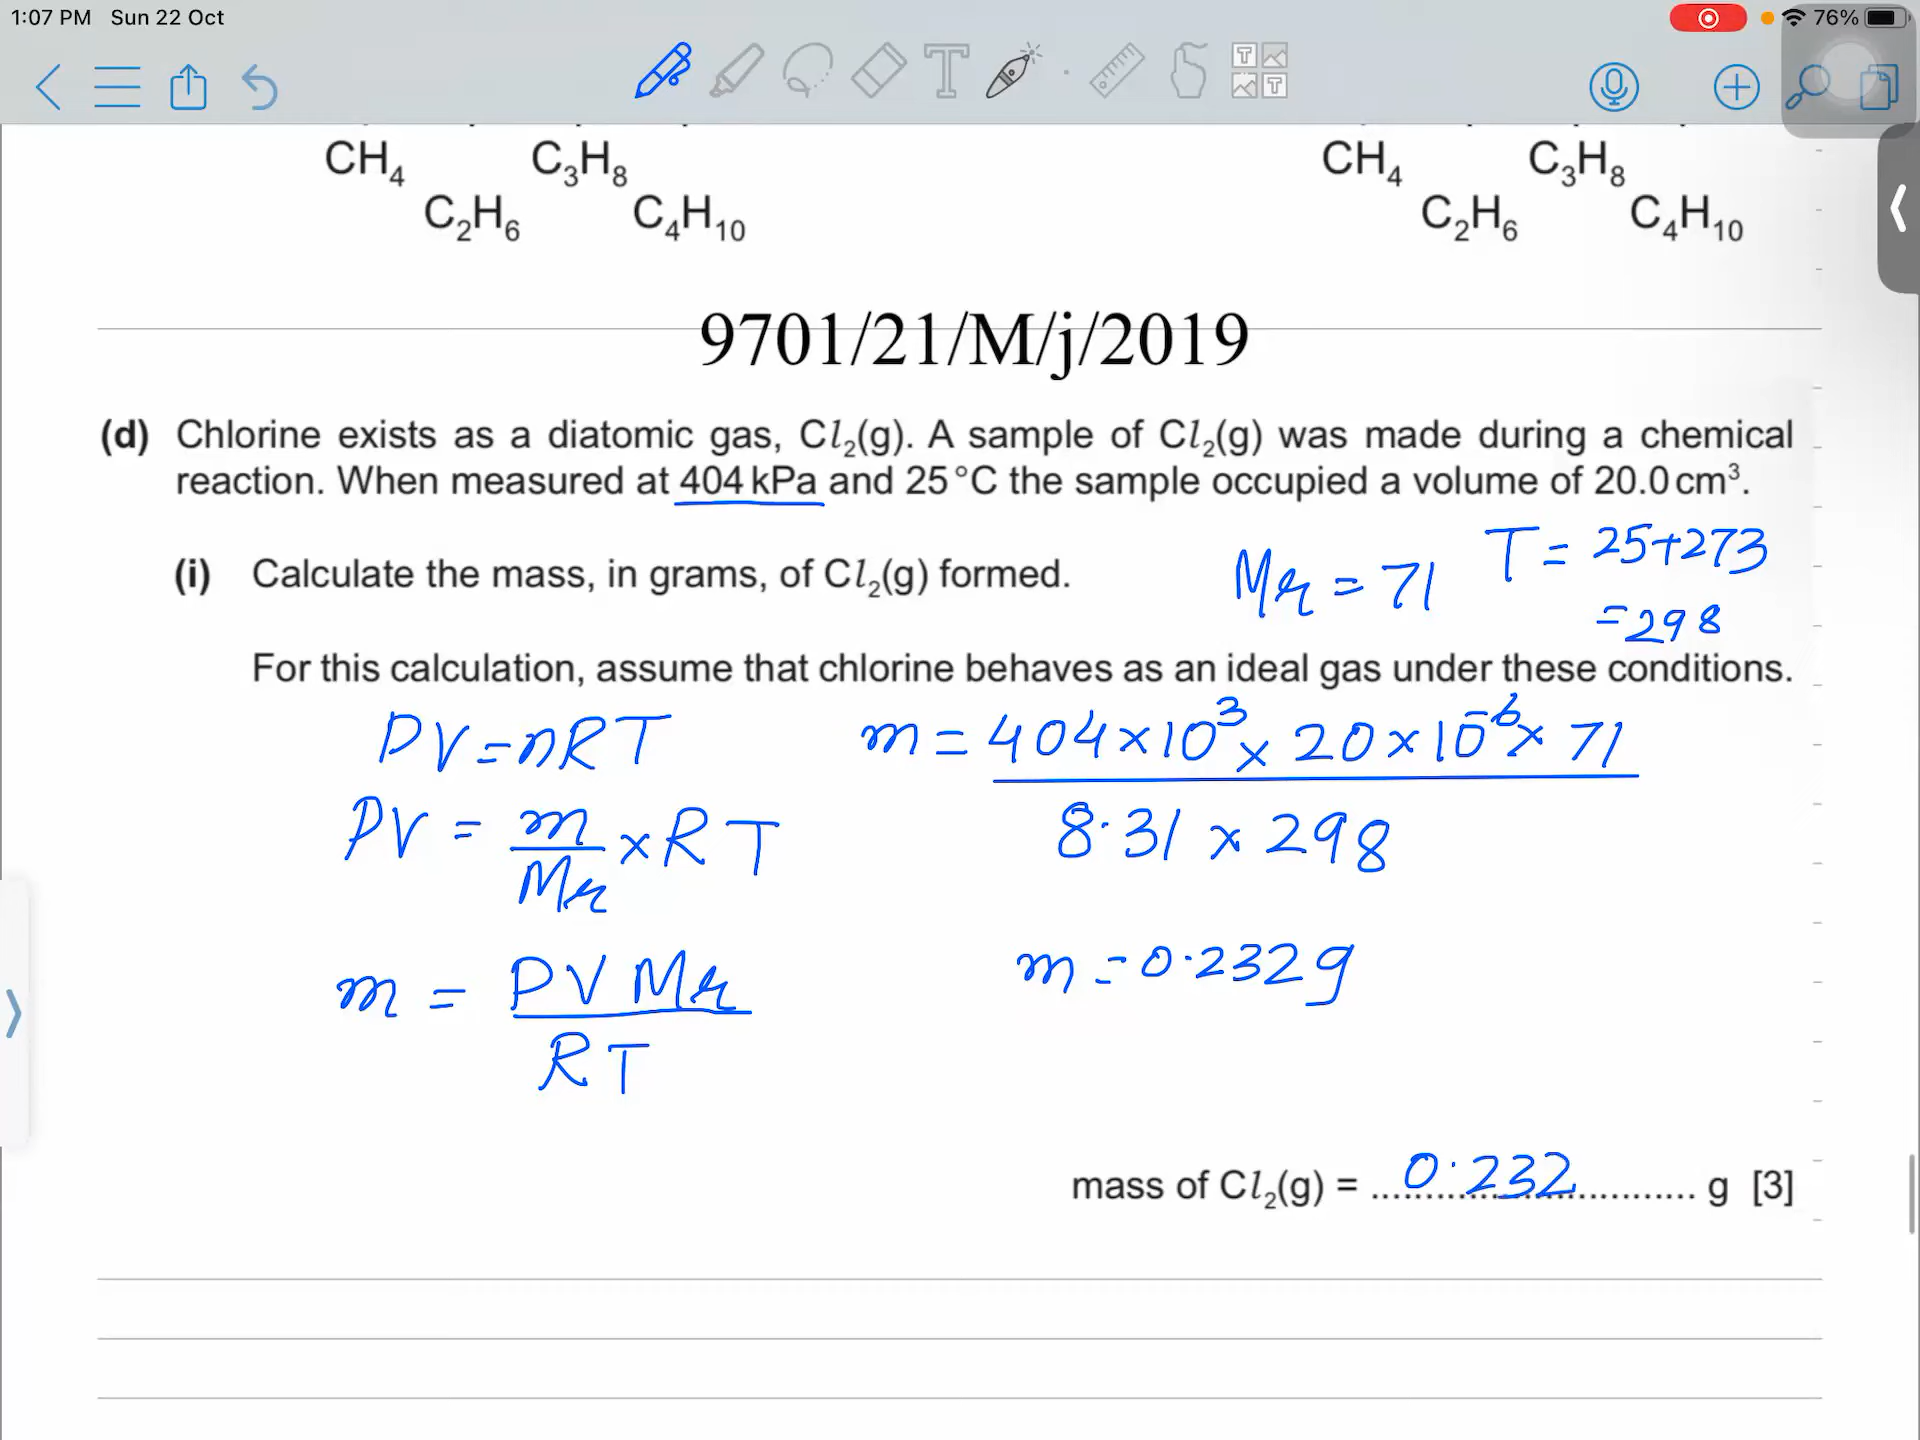 1:07 PM Sun 22 Oct 76%
CH4 C3H8 CH4 C3H8
C2H6 C4H10 C2H6 C4H10
9701/21/M/j/2019
(d) Chlorine exists as a diatomic gas, Cl2(g). A sample of Cl2(g) was made during a chemical
reaction. When measured at 404 kPa and 25 °C the sample occupied a volume of 20.0 cm³.
(i) Calculate the mass, in grams, of Cl2(g) formed.
Mr = 71 T = 25+273
= 298
For this calculation, assume that chlorine behaves as an ideal gas under these conditions.
PV = nRT
PV = m/Mr × RT
m = PV Mr / RT
m = 404×10³ × 20×10⁻⁶ × 71
8.31 × 298
m = 0.232g
mass of Cl2(g) = 0.232 g [3]